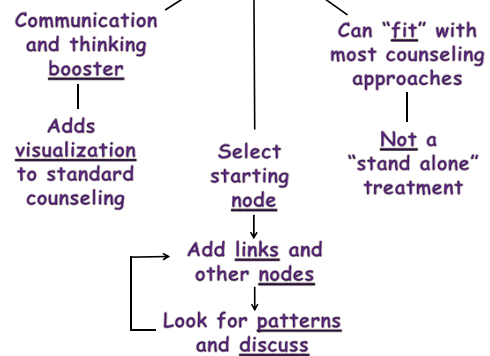 Communication
and thinking
booster
Adds
visualization
to standard
counseling
Select
starting
node
Add links and
other nodes
Look for patterns
and discuss
Can “fit” with
most counseling
approaches
Not a
“stand alone”
treatment